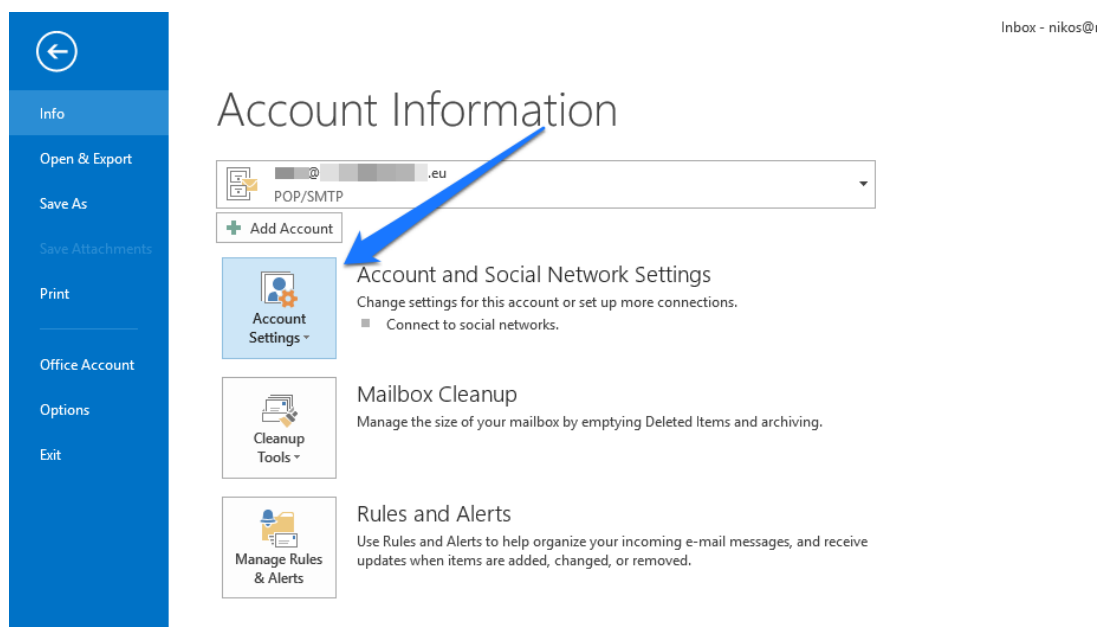 Inbox - nikos@
Info
Open & Export
Save As
Save Attachments
Print
Office Account
Options
Exit
Account Information
@ .eu
POP/SMTP
Add Account
Account
Settings
Account and Social Network Settings
Change settings for this account or set up more connections.
Connect to social networks.
Cleanup
Tools
Mailbox Cleanup
Manage the size of your mailbox by emptying Deleted Items and archiving.
Manage Rules
& Alerts
Rules and Alerts
Use Rules and Alerts to help organize your incoming e-mail messages, and receive
updates when items are added, changed, or removed.